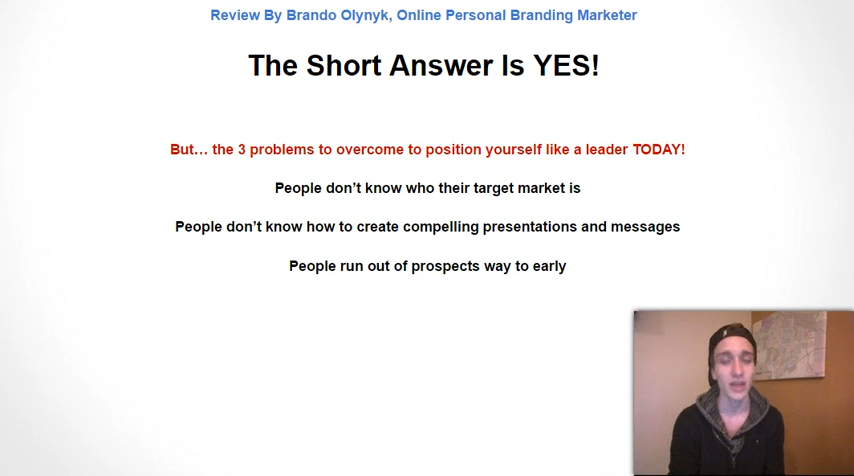 Review By Brando Olynyk, Online Personal Branding Marketer
The Short Answer Is YES!
But… the 3 problems to overcome to position yourself like a leader TODAY!
People don’t know who their target market is
People don’t know how to create compelling presentations and messages
People run out of prospects way to early